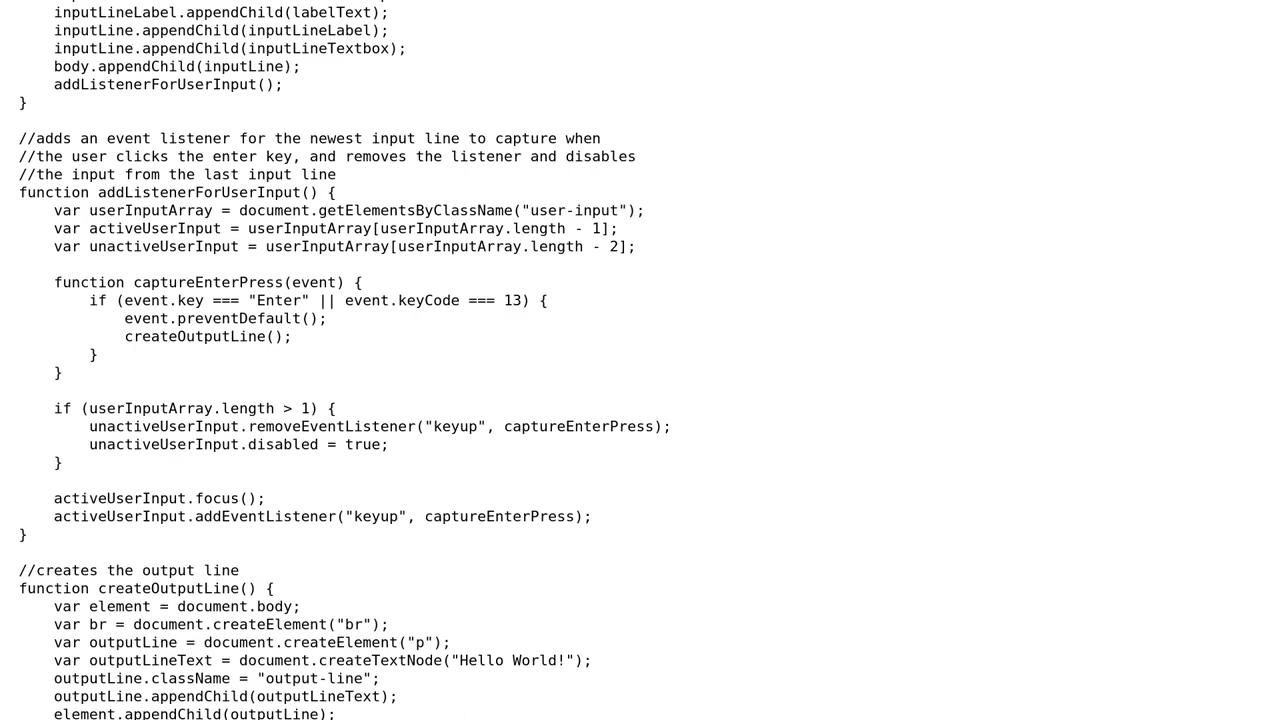 inputLineLabel.appendChild(labelText);
inputLine.appendChild(inputLineLabel);
inputLine.appendChild(inputLineTextbox);
body.appendChild(inputLine);
addListenerForUserInput();
}
//adds an event listener for the newest input line to capture when
//the user clicks the enter key, and removes the listener and disables
//the input from the last input line
function addListenerForUserInput() {
var userInputArray = document.getElementsByClassName("user-input");
var activeUserInput = userInputArray[userInputArray.length - 1];
var unactiveUserInput = userInputArray[userInputArray.length - 2];
function captureEnterPress(event) {
if (event.key === "Enter" || event.keyCode === 13) {
event.preventDefault();
createOutputLine();
}
}
if (userInputArray.length > 1) {
unactiveUserInput.removeEventListener("keyup", captureEnterPress);
unactiveUserInput.disabled = true;
}
activeUserInput.focus();
activeUserInput.addEventListener("keyup", captureEnterPress);
}
//creates the output line
function createOutputLine() {
var element = document.body;
var br = document.createElement("br");
var outputLine = document.createElement("p");
var outputLineText = document.createTextNode("Hello World!");
outputLine.className = "output-line";
outputLine.appendChild(outputLineText);
element.appendChild(outputLine);